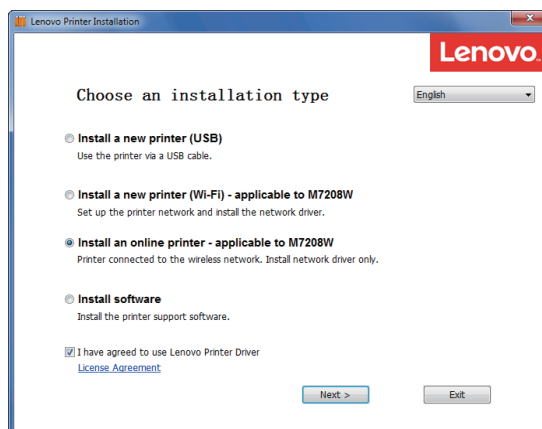 Lenovo Printer Installation
Lenovo
Choose an installation type
English
Install a new printer (USB)
Use the printer via a USB cable.
Install a new printer (Wi-Fi) - applicable to M7208W
Set up the printer network and install the network driver.
Install an online printer - applicable to M7208W
Printer connected to the wireless network. Install network driver only.
Install software
Install the printer support software.
I have agreed to use Lenovo Printer Driver
License Agreement
Next >
Exit